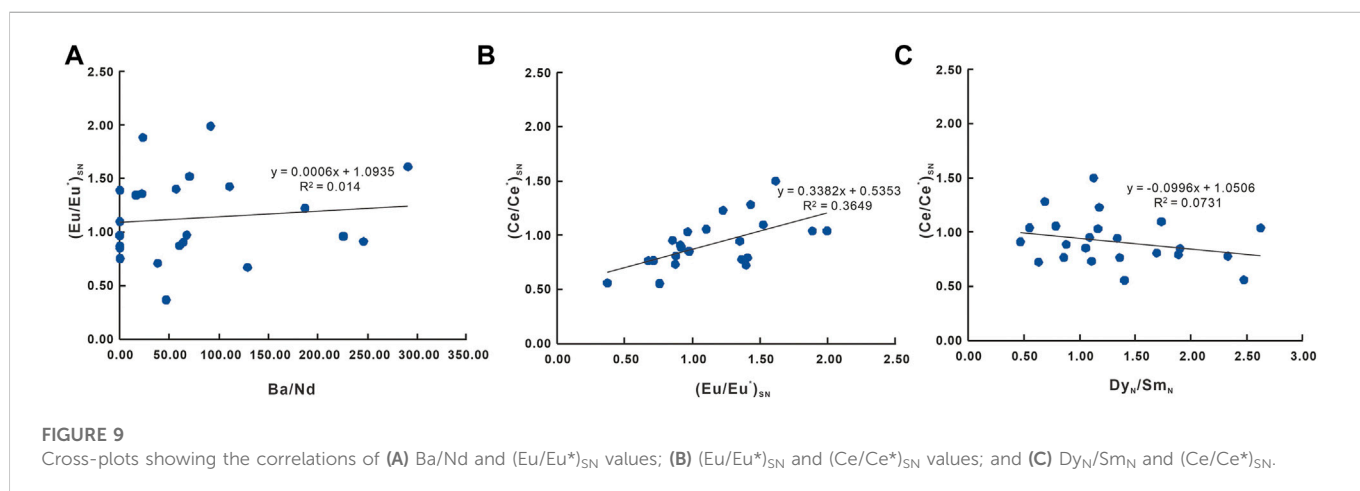 A
B
C
2.50
2.00
1.50
1.00
0.50
0.00
(Eu/Eu*)SN
y = 0.0006x + 1.0935
R² = 0.014
0.00 50.00 100.00 150.00 200.00 250.00 300.00 350.00
Ba/Nd
2.50
2.00
1.50
1.00
0.50
0.00
(Ce/Ce*)SN
y = 0.3382x + 0.5353
R² = 0.3649
0.50 1.00 1.50 2.00 2.50
(Eu/Eu*)SN
2.50
2.00
1.50
1.00
0.50
0.00
(Ce/Ce*)SN
y = -0.0996x + 1.0506
R² = 0.0731
0.00 0.50 1.00 1.50 2.00 2.50 3.00
DyN/SmN
FIGURE 9
Cross-plots showing the correlations of (A) Ba/Nd and (Eu/Eu*)SN values; (B) (Eu/Eu*)SN and (Ce/Ce*)SN values; and (C) DyN/SmN and (Ce/Ce*)SN.